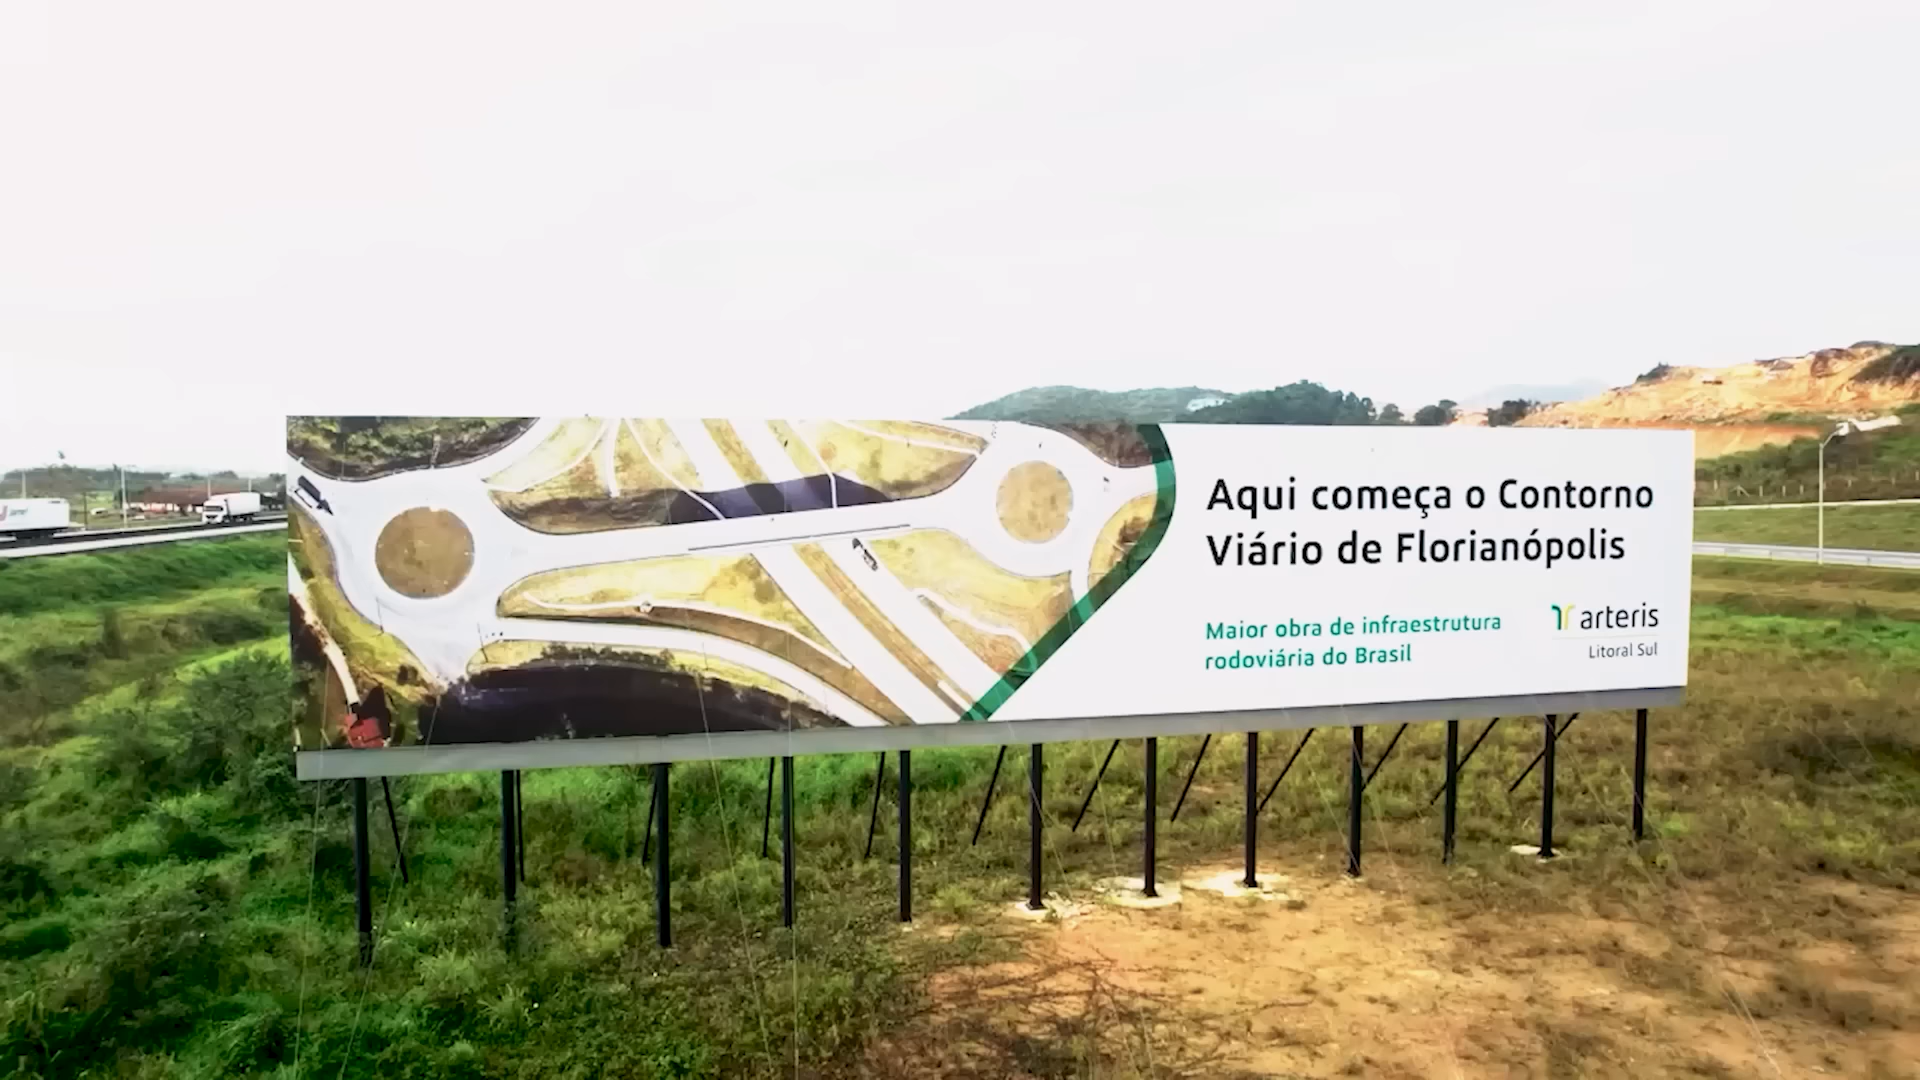 Aqui começa o Contorno
Viário de Florianópolis
Maior obra de infraestrutura
rodoviária do Brasil
arteris
Litoral Sul